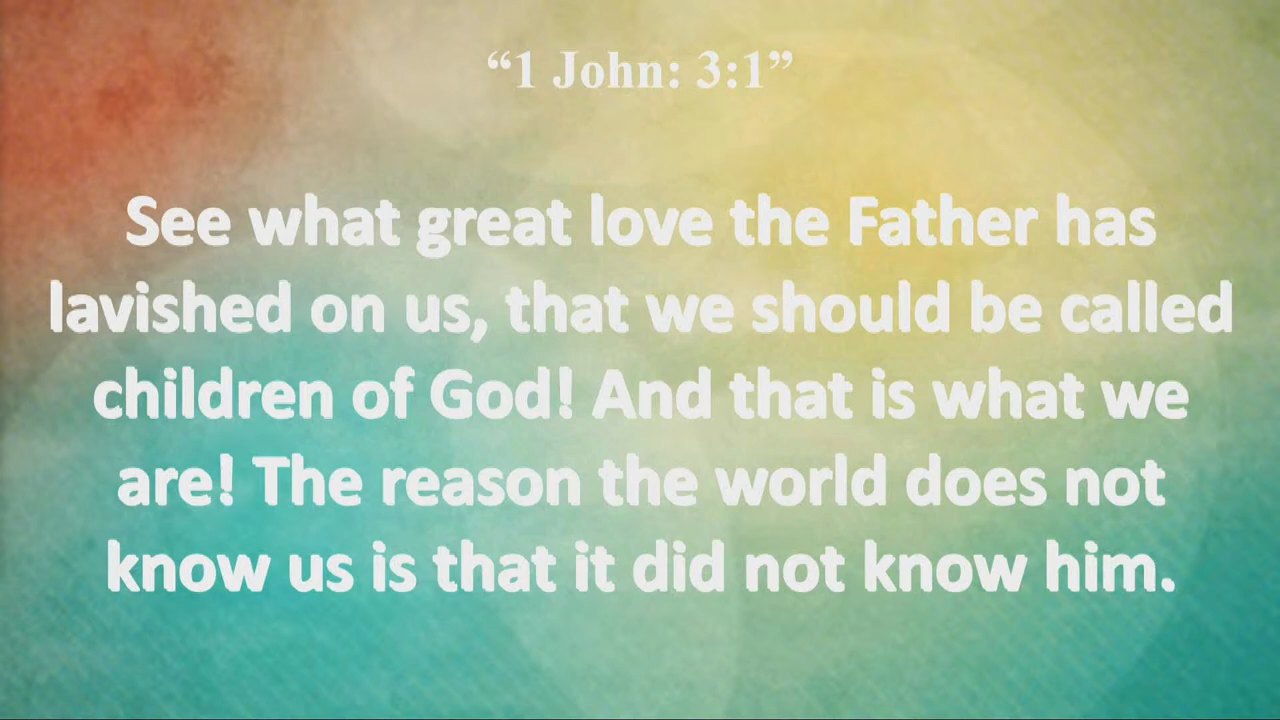 “1 John: 3:1”
See what great love the Father has
lavished on us, that we should be called
children of God! And that is what we
are! The reason the world does not
know us is that it did not know him.